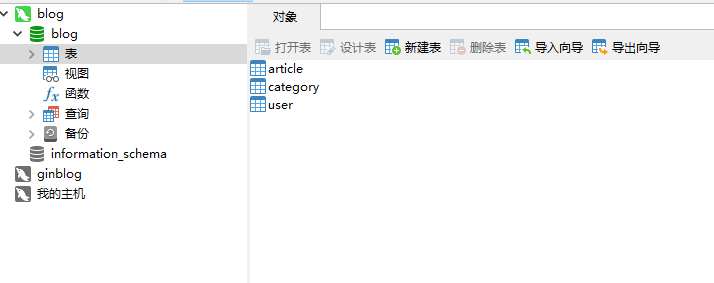 blog
blog
表
视图
fx 函数
查询
备份
information_schema
ginblog
我的主机
对象
打开表 设计表 新建表 删除表 导入向导 导出向导
article
category
user